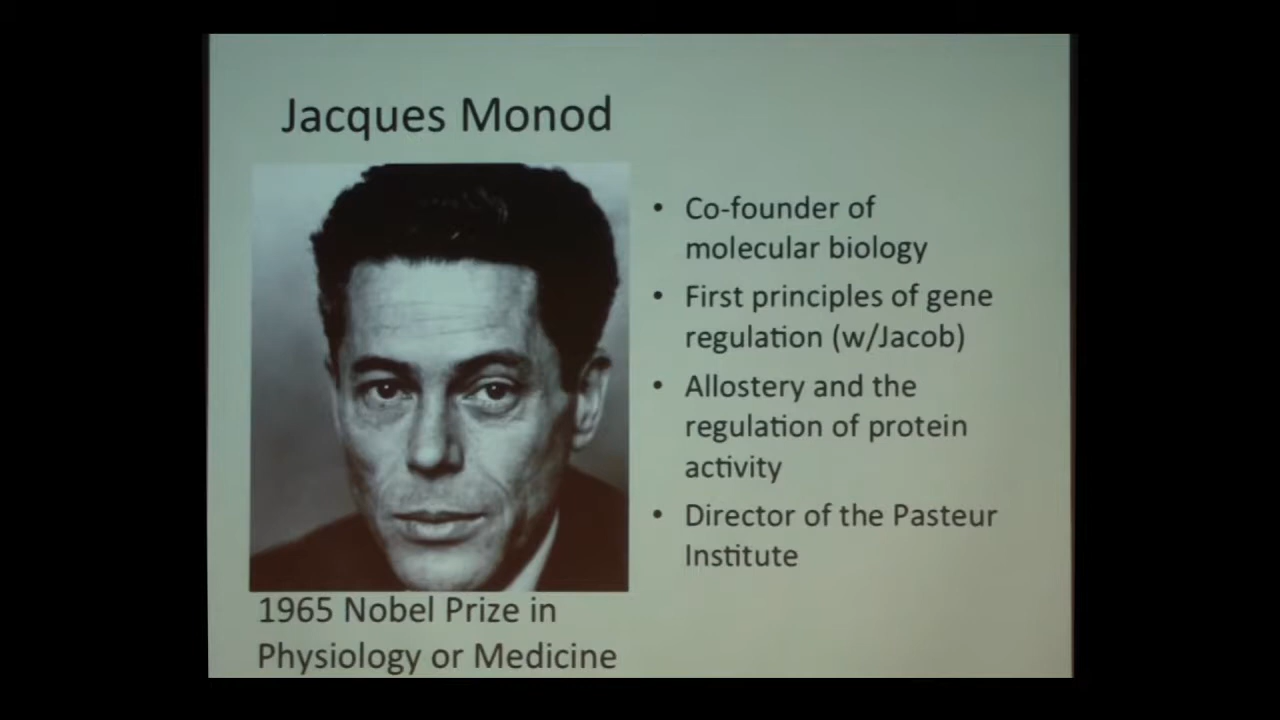 Jacques Monod
• Co-founder of
molecular biology
• First principles of gene
regulation (w/Jacob)
• Allostery and the
regulation of protein
activity
• Director of the Pasteur
Institute
1965 Nobel Prize in
Physiology or Medicine